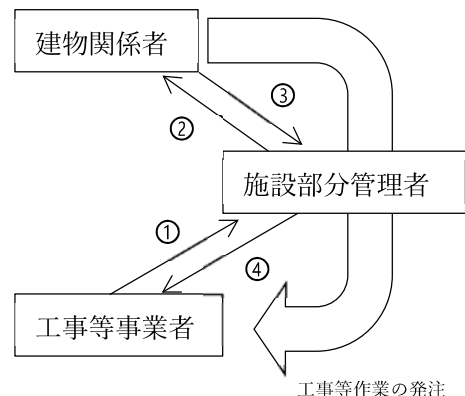 建物関係者
③
②
施設部分管理者
①
④
工事等事業者
工事等作業の発注